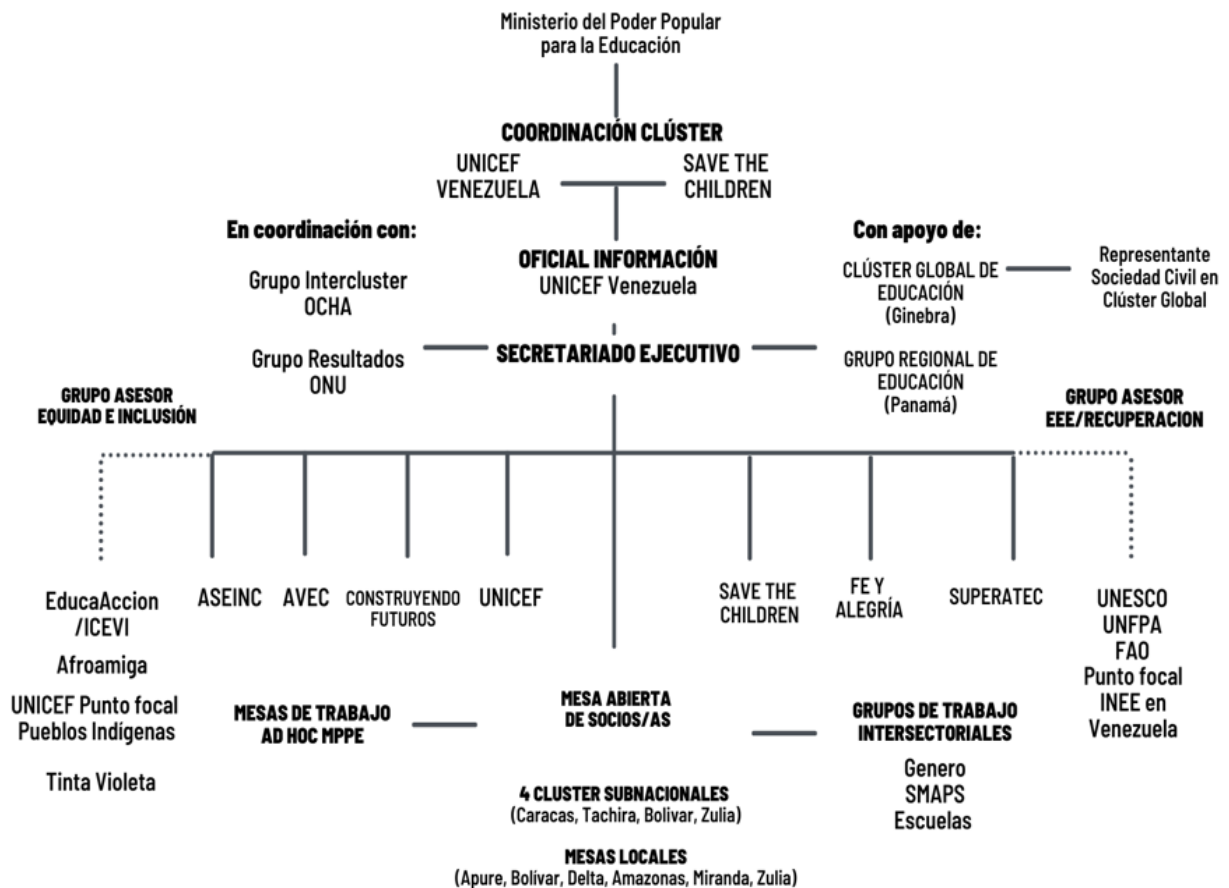 Ministerio del Poder Popular
para la Educación
COORDINACIÓN CLÚSTER
UNICEF
VENEZUELA
SAVE THE
CHILDREN
En coordinación con:
Grupo Intercluster
OCHA
Grupo Resultados
ONU
OFICIAL INFORMACIÓN
UNICEF Venezuela
SECRETARIADO EJECUTIVO
Con apoyo de:
CLÚSTER GLOBAL DE
EDUCACIÓN
(Ginebra)
Representante
Sociedad Civil en
Clúster Global
GRUPO REGIONAL DE
EDUCACIÓN
(Panamá)
GRUPO ASESOR
EQUIDAD E INCLUSIÓN
GRUPO ASESOR
EEE/RECUPERACION
EducaAccion
/ICEVI
Afroamiga
UNICEF Punto focal
Pueblos Indígenas
Tinta Violeta
ASEINC
AVEC
CONSTRUYENDO
FUTUROS
UNICEF
SAVE THE
CHILDREN
FE Y
ALEGRÍA
SUPERATEC
UNESCO
UNFPA
FAO
Punto focal
INEE en
Venezuela
MESAS DE TRABAJO
AD HOC MPPE
MESA ABIERTA
DE SOCIOS/AS
GRUPOS DE TRABAJO
INTERSECTORIALES
Genero
SMAPS
Escuelas
4 CLUSTER SUBNACIONALES
(Caracas, Tachira, Bolivar, Zulia)
MESAS LOCALES
(Apure, Bolívar, Delta, Amazonas, Miranda, Zulia)